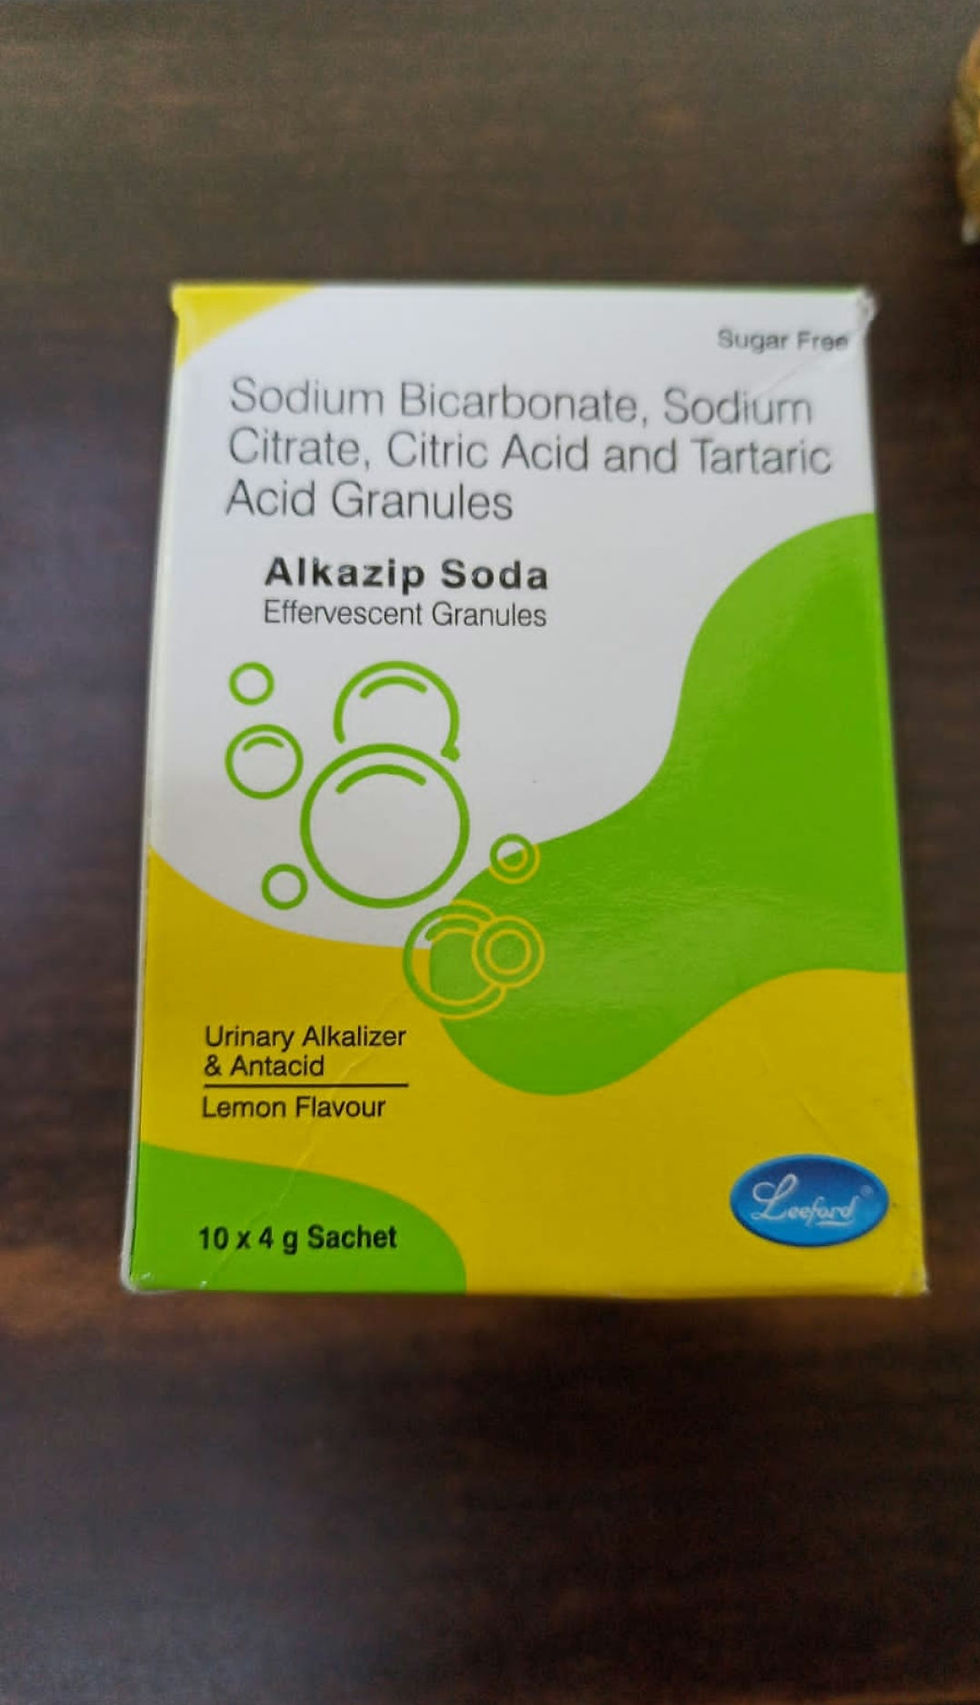 Sugar Free
Sodium Bicarbonate, Sodium
Citrate, Citric Acid and Tartaric
Acid Granules
Alkazip Soda
Effervescent Granules
Urinary Alkalizer
& Antacid
Lemon Flavour
10 x 4 g Sachet
Leeford®